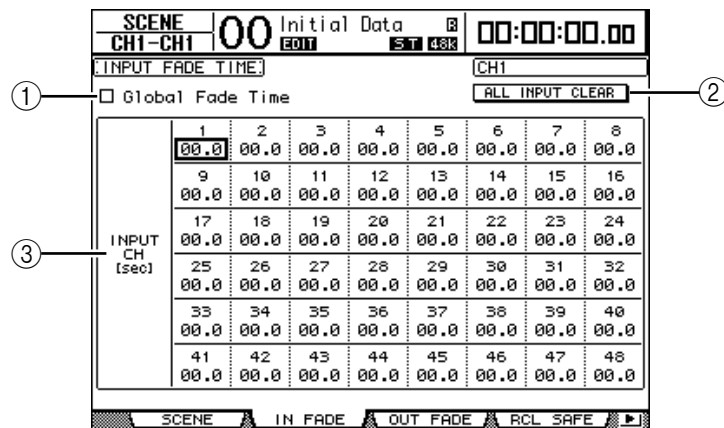 SCENE
CH1-CH1
00 Initial Data R
EDIT ST 48K
00:00:00.00
INPUT FADE TIME
CH1
① Global Fade Time
ALL INPUT CLEAR ②
1 2 3 4 5 6 7 8
00.0 00.0 00.0 00.0 00.0 00.0 00.0 00.0
9 10 11 12 13 14 15 16
00.0 00.0 00.0 00.0 00.0 00.0 00.0 00.0
17 18 19 20 21 22 23 24
00.0 00.0 00.0 00.0 00.0 00.0 00.0 00.0
③ INPUT
CH
[sec]
25 26 27 28 29 30 31 32
00.0 00.0 00.0 00.0 00.0 00.0 00.0 00.0
33 34 35 36 37 38 39 40
00.0 00.0 00.0 00.0 00.0 00.0 00.0 00.0
41 42 43 44 45 46 47 48
00.0 00.0 00.0 00.0 00.0 00.0 00.0 00.0
SCENE IN FADE OUT FADE RCL SAFE